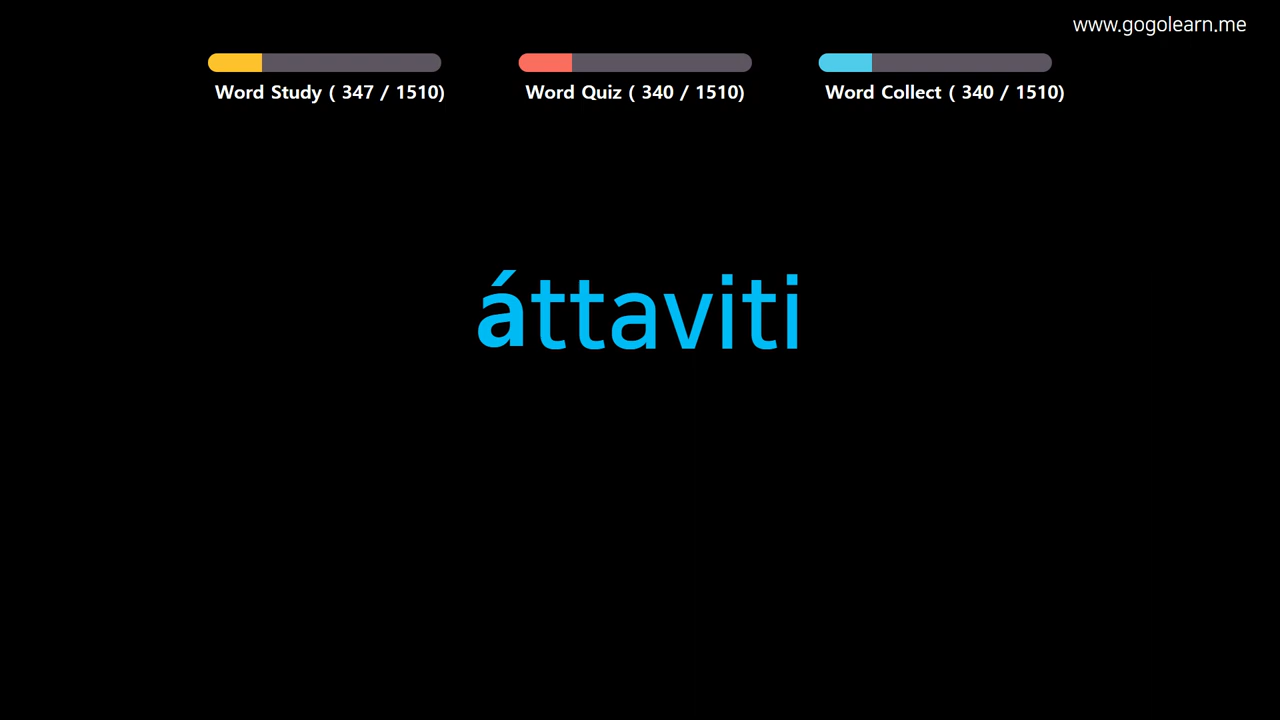 www.gogolearn.me
Word Study ( 347 / 1510)
Word Quiz ( 340 / 1510)
Word Collect ( 340 / 1510)
áttaviti